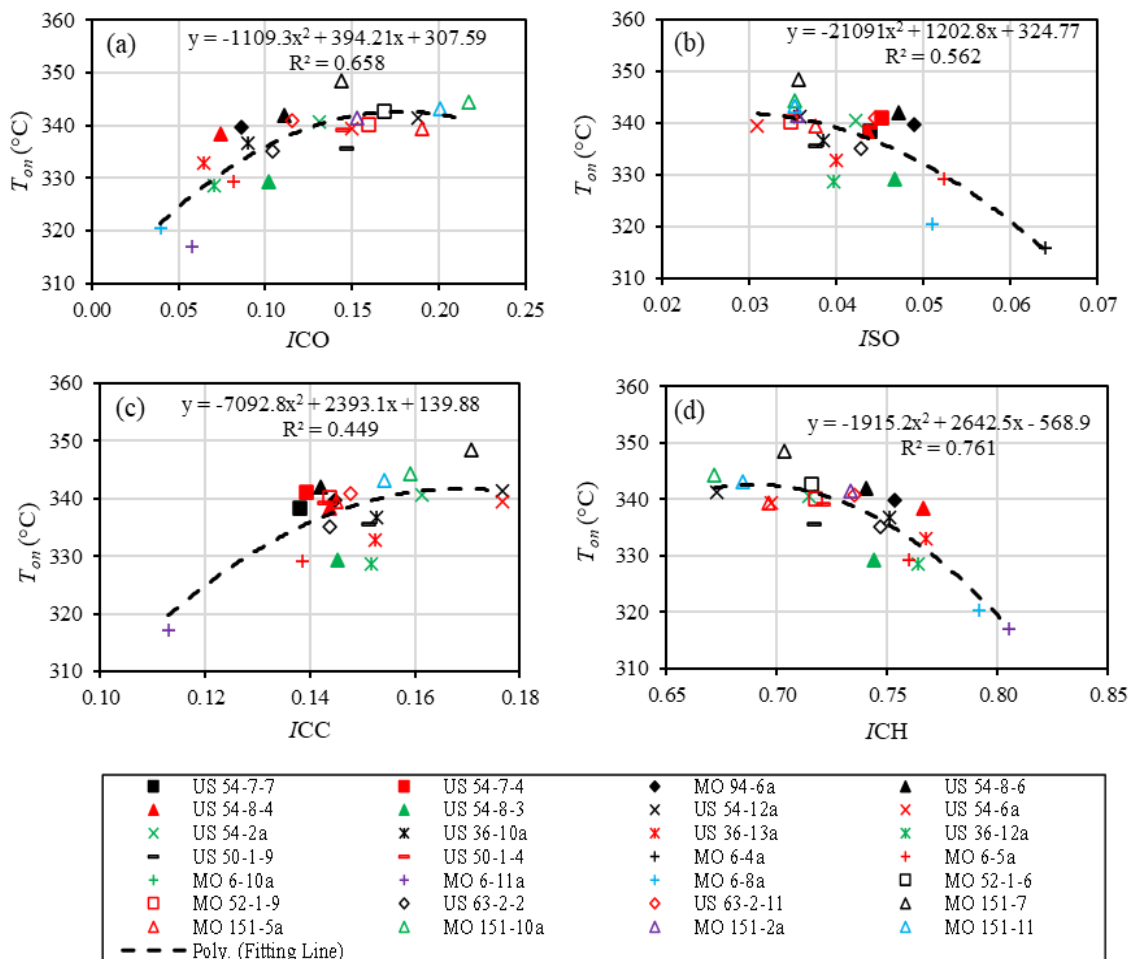 (a)
y = -1109.3x² + 394.21x + 307.59
R² = 0.658
360
350
340
330
320
310
Ton (°C)
0.00 0.05 0.10 0.15 0.20 0.25
ICO
(b)
y = -21091x² + 1202.8x + 324.77
R² = 0.562
360
350
340
330
320
310
Ton (°C)
0.02 0.03 0.04 0.05 0.06 0.07
ISO
(c)
y = -7092.8x² + 2393.1x + 139.88
R² = 0.449
360
350
340
330
320
310
Ton (°C)
0.10 0.12 0.14 0.16 0.18
ICC
(d)
y = -1915.2x² + 2642.5x - 568.9
R² = 0.761
360
350
340
330
320
310
Ton (°C)
0.65 0.70 0.75 0.80 0.85
ICH
US 54-7-7 US 54-7-4 MO 94-6a US 54-8-6
US 54-8-4 US 54-8-3 US 54-12a US 54-6a
US 54-2a US 36-10a US 36-13a US 36-12a
US 50-1-9 US 50-1-4 MO 6-4a MO 6-5a
MO 6-10a MO 6-11a MO 6-8a MO 52-1-6
MO 52-1-9 US 63-2-2 US 63-2-11 MO 151-7
MO 151-5a MO 151-10a MO 151-2a MO 151-11
Poly. (Fitting Line)